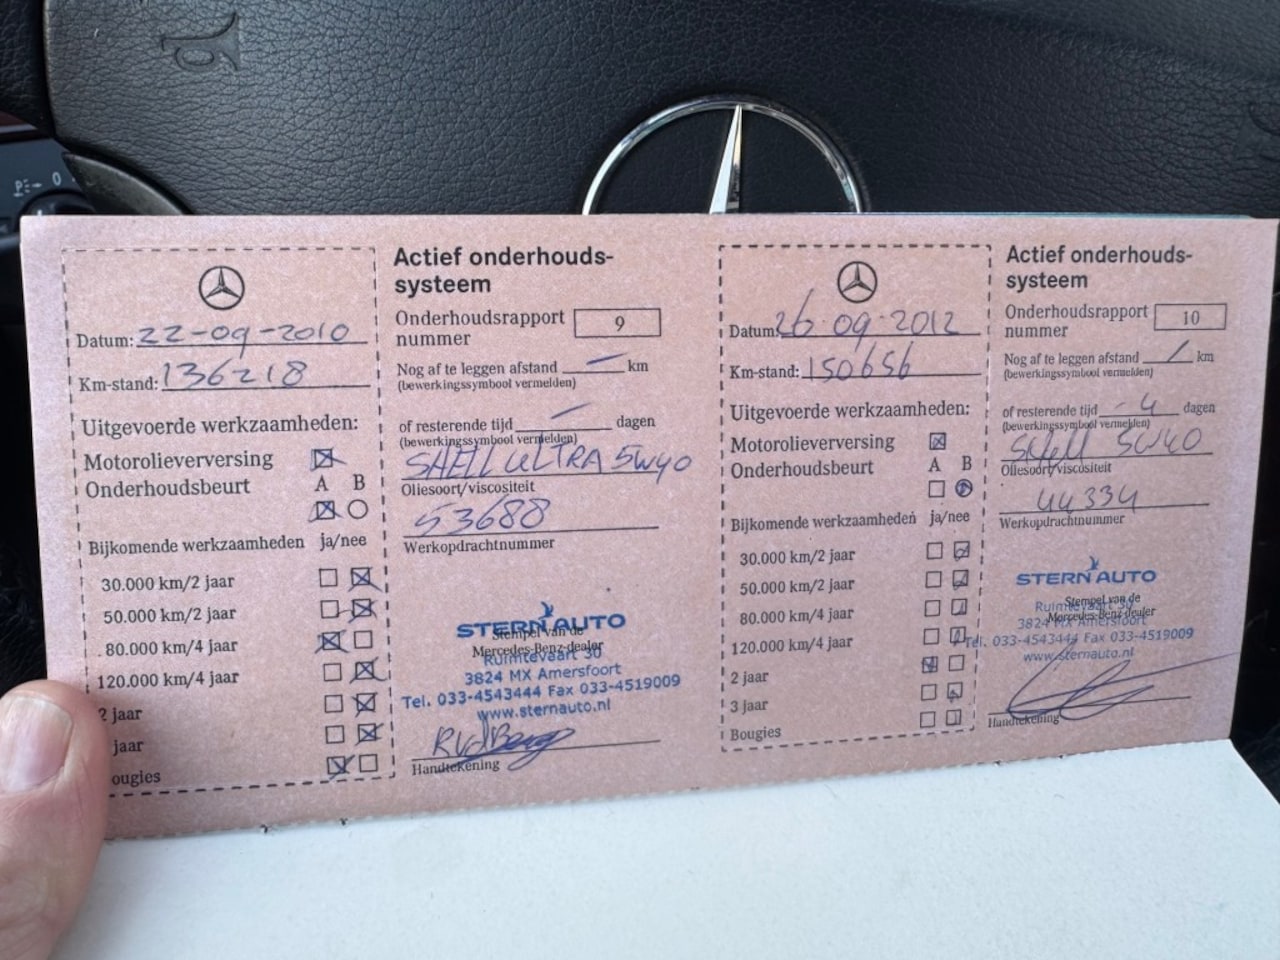 Datum: 22-09-2010
Km-stand: 136218
Uitgevoerde werkzaamheden:
Motorolieverversing
Onderhoudsbeurt A B
Bijkomende werkzaamheden ja/nee
30.000 km/2 jaar
50.000 km/2 jaar
80.000 km/4 jaar
120.000 km/4 jaar
2 jaar
jaar
ougies
Actief onderhouds-
systeem
Onderhoudsrapport
nummer 9
Nog af te leggen afstand — km
(bewerkingssymbool vermelden)
of resterende tijd — dagen
(bewerkingssymbool vermelden)
SHELL ULTRA 5W40
Oliesoort/viscositeit
53688
Werkopdrachtnummer
STERN AUTO
Stempel van de
Mercedes-Benz-dealer
Ruimtevaart 30
3824 MX Amersfoort
Tel. 033-4543444 Fax 033-4519009
www.sternauto.nl
Handtekening
Datum: 26-09-2012
Km-stand: 150656
Uitgevoerde werkzaamheden:
Motorolieverversing
Onderhoudsbeurt A B
Bijkomende werkzaamheden ja/nee
30.000 km/2 jaar
50.000 km/2 jaar
80.000 km/4 jaar
120.000 km/4 jaar
2 jaar
3 jaar
Bougies
Actief onderhouds-
systeem
Onderhoudsrapport
nummer 10
Nog af te leggen afstand / km
(bewerkingssymbool vermelden)
of resterende tijd -4 dagen
(bewerkingssymbool vermelden)
Shell 5W40
Oliesoort/viscositeit
44334
Werkopdrachtnummer
STERN AUTO
Stempel van de
Mercedes-Benz-dealer
Ruimtevaart 30
3824 MX Amersfoort
Tel. 033-4543444 Fax 033-4519009
www.sternauto.nl
Handtekening